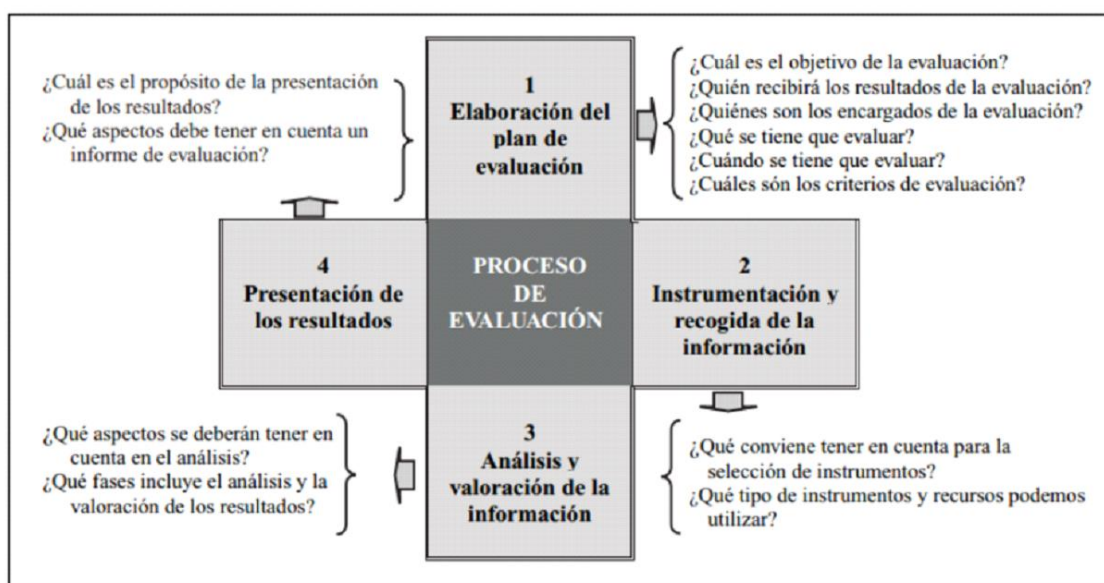 ¿Cuál es el propósito de la presentación
de los resultados?
¿Qué aspectos debe tener en cuenta un
informe de evaluación?
1
Elaboración del
plan de
evaluación
¿Cuál es el objetivo de la evaluación?
¿Quién recibirá los resultados de la evaluación?
¿Quiénes son los encargados de la evaluación?
¿Qué se tiene que evaluar?
¿Cuándo se tiene que evaluar?
¿Cuáles són los criterios de evaluación?
4
Presentación de
los resultados
PROCESO
DE
EVALUACIÓN
2
Instrumentación y
recogida de la
información
¿Qué aspectos se deberán tener en
cuenta en el análisis?
¿Qué fases incluye el análisis y la
valoración de los resultados?
3
Análisis y
valoración de la
información
¿Qué conviene tener en cuenta para la
selección de instrumentos?
¿Qué tipo de instrumentos y recursos podemos
utilizar?